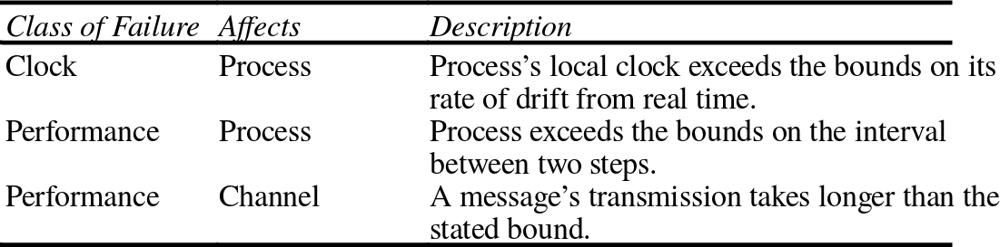 Class of Failure Affects Description
Clock Process Process’s local clock exceeds the bounds on its
rate of drift from real time.
Performance Process Process exceeds the bounds on the interval
between two steps.
Performance Channel A message’s transmission takes longer than the
stated bound.